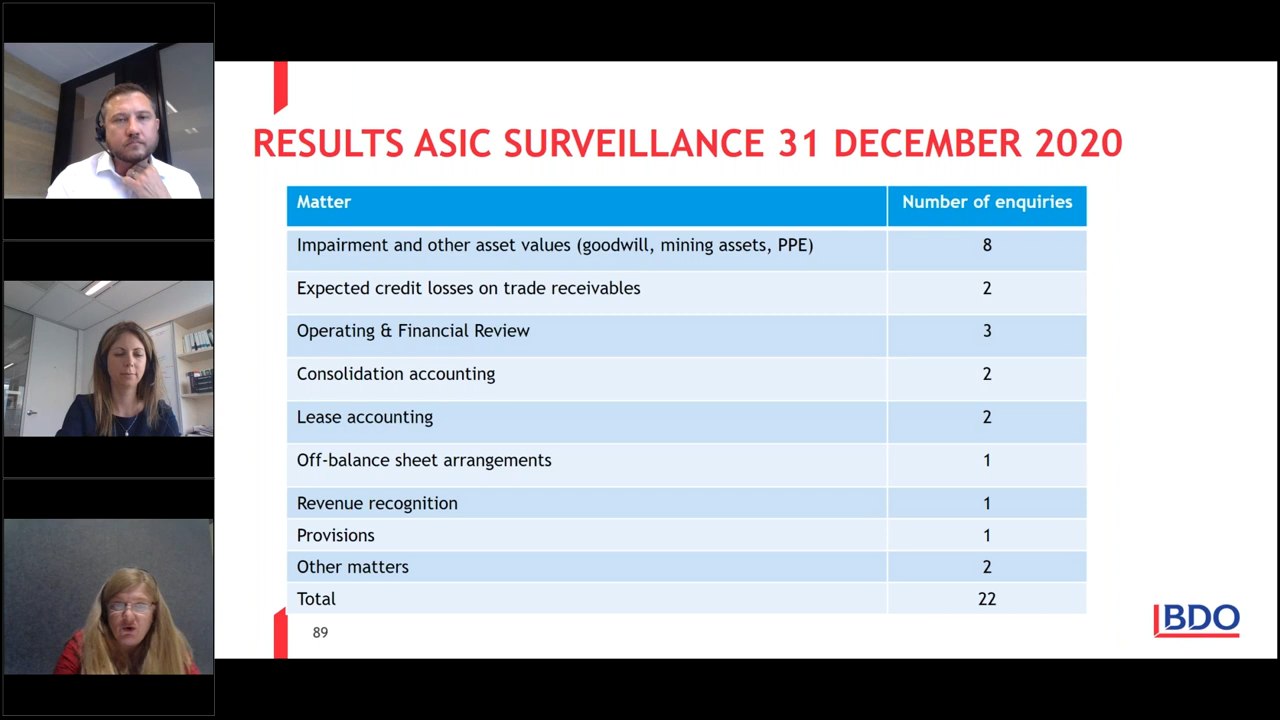 RESULTS ASIC SURVEILLANCE 31 DECEMBER 2020
Matter Number of enquiries
Impairment and other asset values (goodwill, mining assets, PPE) 8
Expected credit losses on trade receivables 2
Operating & Financial Review 3
Consolidation accounting 2
Lease accounting 2
Off-balance sheet arrangements 1
Revenue recognition 1
Provisions 1
Other matters 2
Total 22
89
BDO